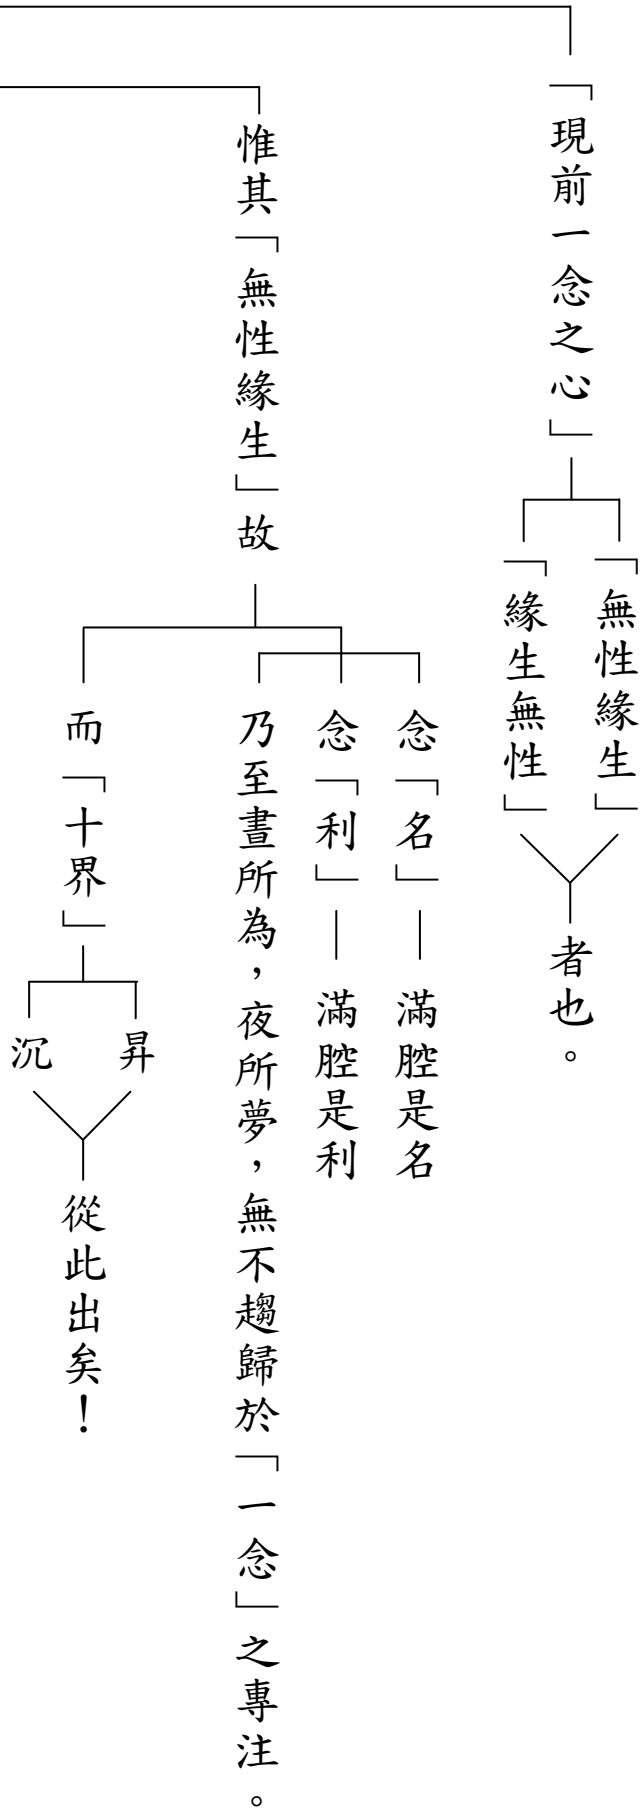 「現前一念之心」
「無性緣生」
「緣生無性」
者也。
惟其「無性緣生」故
念「名」
滿腔是名
念「利」
滿腔是利
乃至晝所為，夜所夢，無不趨歸於「一念」之專注。
而「十界」
昇
沉
從此出矣！